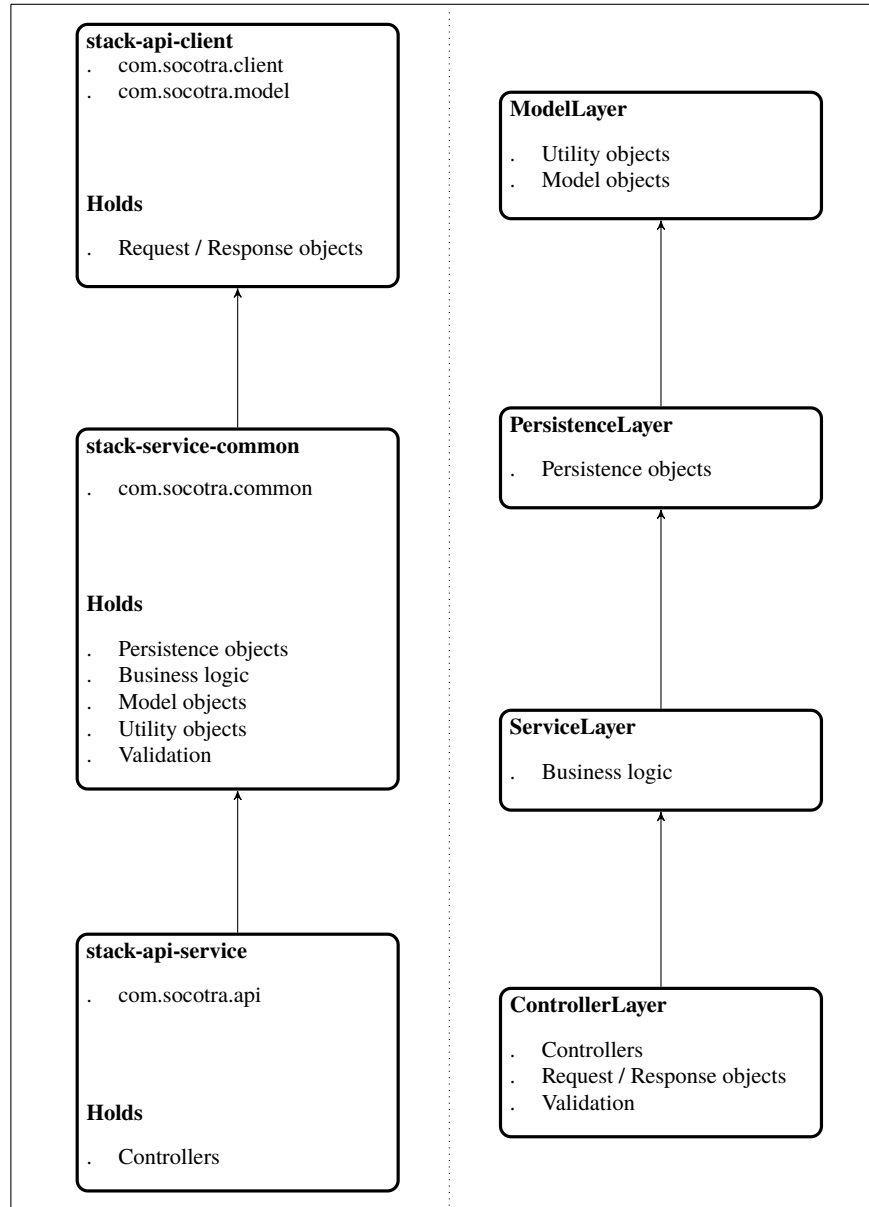 stack-api-client
. com.socotra.client
. com.socotra.model
Holds
. Request / Response objects
stack-service-common
. com.socotra.common
Holds
. Persistence objects
. Business logic
. Model objects
. Utility objects
. Validation
stack-api-service
. com.socotra.api
Holds
. Controllers
ModelLayer
. Utility objects
. Model objects
PersistenceLayer
. Persistence objects
ServiceLayer
. Business logic
ControllerLayer
. Controllers
. Request / Response objects
. Validation